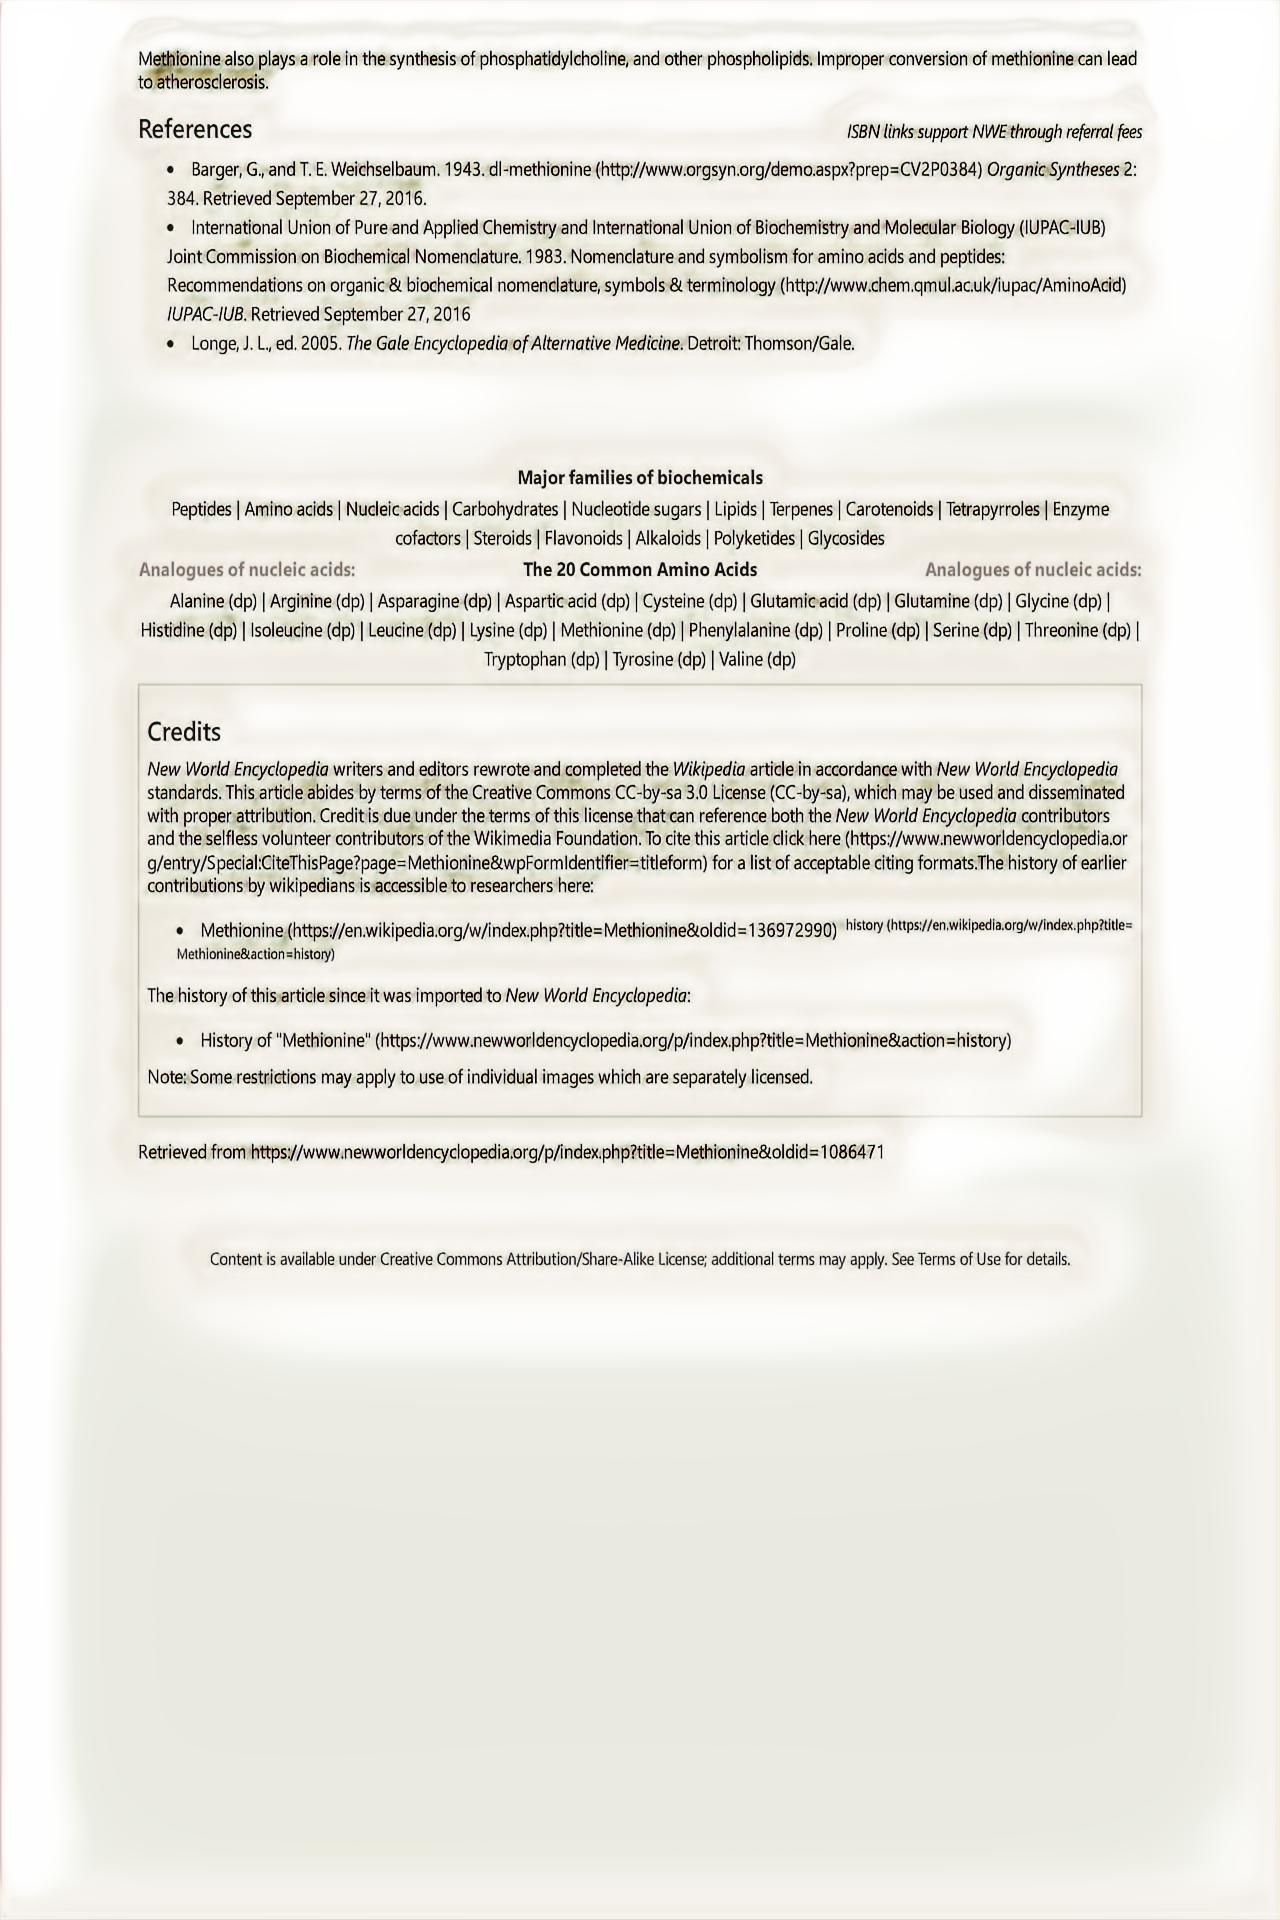 Methionine also plays a role in the synthesis of phosphatidylcholine, and other phospholipids. Improper conversion of methionine can lead
to atherosclerosis.
References
ISBN links support NWE through referral fees
• Barger, G., and T. E. Weichselbaum. 1943. dl-methionine (http://www.orgsyn.org/demo.aspx?prep=CV2P0384) Organic Syntheses 2:
384. Retrieved September 27, 2016.
• International Union of Pure and Applied Chemistry and International Union of Biochemistry and Molecular Biology (IUPAC-IUB)
Joint Commission on Biochemical Nomenclature. 1983. Nomenclature and symbolism for amino acids and peptides:
Recommendations on organic & biochemical nomenclature, symbols & terminology (http://www.chem.qmul.ac.uk/iupac/AminoAcid)
IUPAC-IUB. Retrieved September 27, 2016
• Longe, J. L., ed. 2005. The Gale Encyclopedia of Alternative Medicine. Detroit: Thomson/Gale.
Major families of biochemicals
Peptides | Amino acids | Nucleic acids | Carbohydrates | Nucleotide sugars | Lipids | Terpenes | Carotenoids | Tetrapyrroles | Enzyme
cofactors | Steroids | Flavonoids | Alkaloids | Polyketides | Glycosides
Analogues of nucleic acids: The 20 Common Amino Acids Analogues of nucleic acids:
Alanine (dp) | Arginine (dp) | Asparagine (dp) | Aspartic acid (dp) | Cysteine (dp) | Glutamic acid (dp) | Glutamine (dp) | Glycine (dp) |
Histidine (dp) | Isoleucine (dp) | Leucine (dp) | Lysine (dp) | Methionine (dp) | Phenylalanine (dp) | Proline (dp) | Serine (dp) | Threonine (dp) |
Tryptophan (dp) | Tyrosine (dp) | Valine (dp)
Credits
New World Encyclopedia writers and editors rewrote and completed the Wikipedia article in accordance with New World Encyclopedia
standards. This article abides by terms of the Creative Commons CC-by-sa 3.0 License (CC-by-sa), which may be used and disseminated
with proper attribution. Credit is due under the terms of this license that can reference both the New World Encyclopedia contributors
and the selfless volunteer contributors of the Wikimedia Foundation. To cite this article click here (https://www.newworldencyclopedia.or
g/entry/Special:CiteThisPage?page=Methionine&wpFormIdentifier=titleform) for a list of acceptable citing formats.The history of earlier
contributions by wikipedians is accessible to researchers here:
• Methionine (https://en.wikipedia.org/w/index.php?title=Methionine&oldid=136972990) history (https://en.wikipedia.org/w/index.php?title=
Methionine&action=history)
The history of this article since it was imported to New World Encyclopedia:
• History of "Methionine" (https://www.newworldencyclopedia.org/p/index.php?title=Methionine&action=history)
Note: Some restrictions may apply to use of individual images which are separately licensed.
Retrieved from https://www.newworldencyclopedia.org/p/index.php?title=Methionine&oldid=1086471
Content is available under Creative Commons Attribution/Share-Alike License; additional terms may apply. See Terms of Use for details.